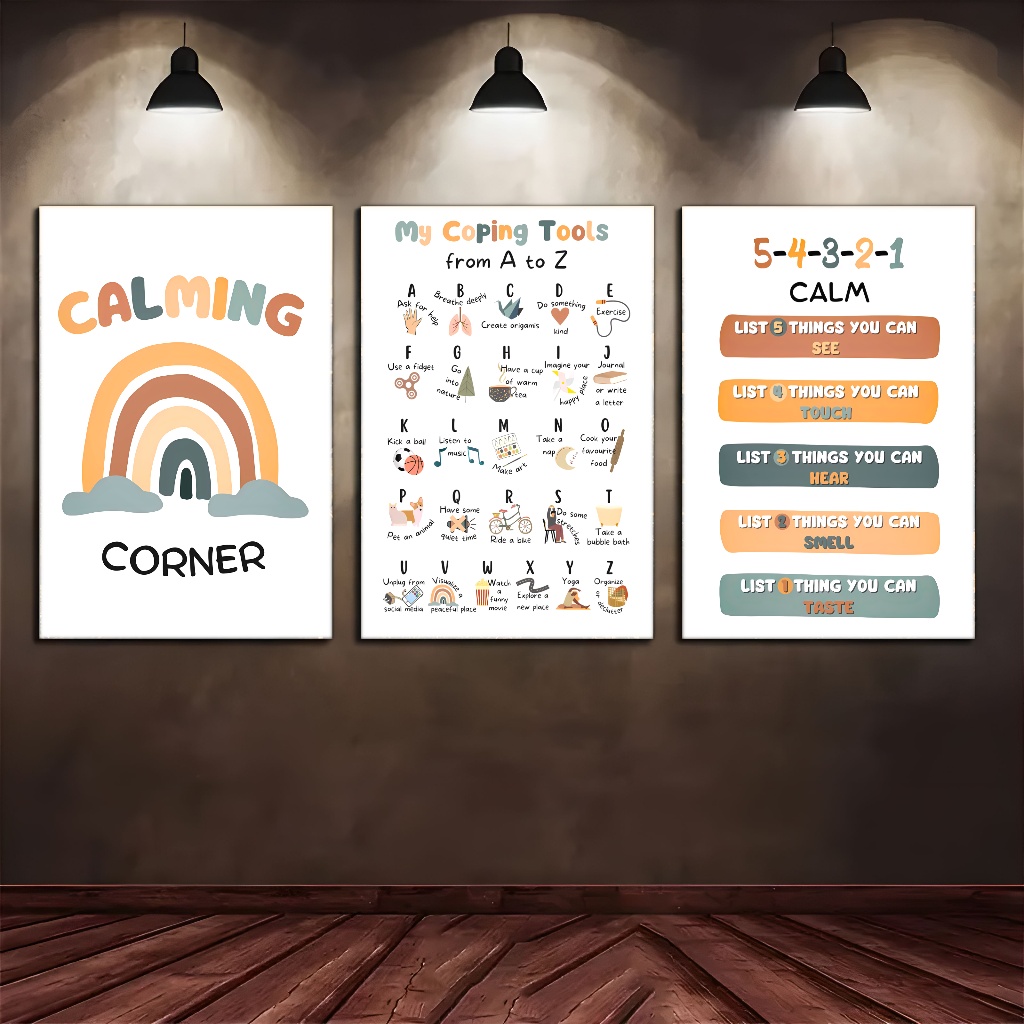 CALMING
CORNER
My Coping Tools
from A to Z
A
Ask for help
B
Breathe deeply
C
Create origamis
D
Do something
kind
E
Exercise
F
Use a fidget
G
Go
into
nature
H
Have a cup
of warm
tea
I
Imagine your
happy place
J
Journal
or write
a letter
K
Kick a ball
L
Listen to
music
M
Make art
N
Take a
nap
O
Cook your
favourite
food
P
Pet an animal
Q
Have some
quiet time
R
Ride a bike
S
Do some
stretches
T
Take a
bubble bath
U
Unplug from
social media
V
Visualize
a
peaceful place
W
Watch
a
funny
movie
X
Explore a
new place
Y
Yoga
Z
Organize
&
declutter
5-4-3-2-1
CALM
LIST 5 THINGS YOU CAN
SEE
LIST 4 THINGS YOU CAN
TOUCH
LIST 3 THINGS YOU CAN
HEAR
LIST 2 THINGS YOU CAN
SMELL
LIST 1 THING YOU CAN
TASTE